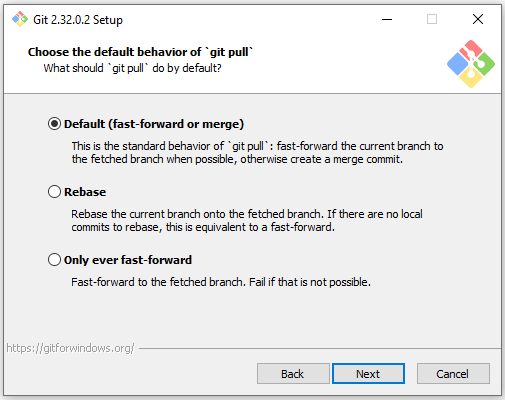 Git 2.32.0.2 Setup
Choose the default behavior of `git pull`
What should `git pull` do by default?
Default (fast-forward or merge)
This is the standard behavior of `git pull`: fast-forward the current branch to
the fetched branch when possible, otherwise create a merge commit.
Rebase
Rebase the current branch onto the fetched branch. If there are no local
commits to rebase, this is equivalent to a fast-forward.
Only ever fast-forward
Fast-forward to the fetched branch. Fail if that is not possible.
https://gitforwindows.org/
Back
Next
Cancel